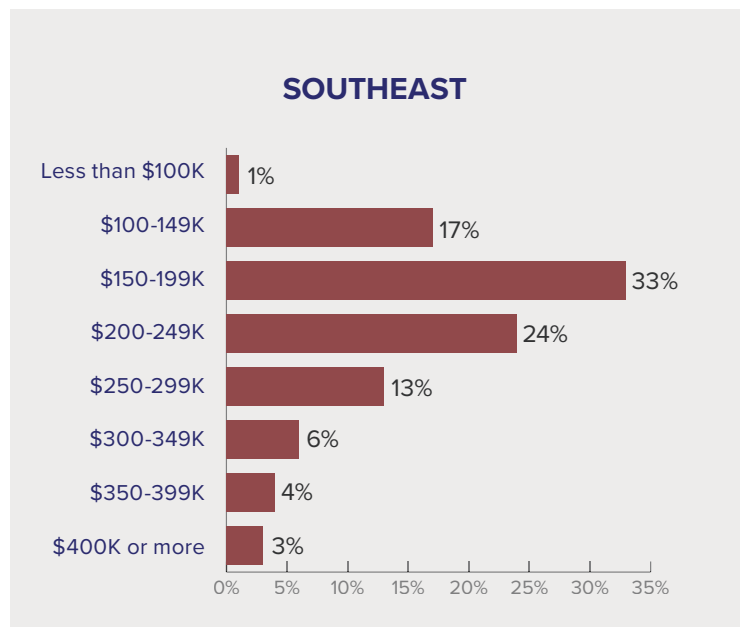 SOUTHEAST
Less than $100K 1%
$100-149K 17%
$150-199K 33%
$200-249K 24%
$250-299K 13%
$300-349K 6%
$350-399K 4%
$400K or more 3%
0% 5% 10% 15% 20% 25% 30% 35%